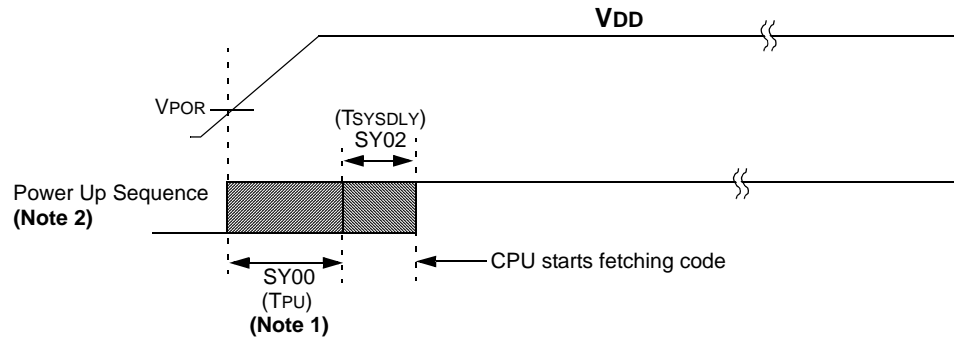 VDD
VPOR
(TSYSDLY)
SY02
Power Up Sequence
(Note 2)
CPU starts fetching code
SY00
(TPU)
(Note 1)